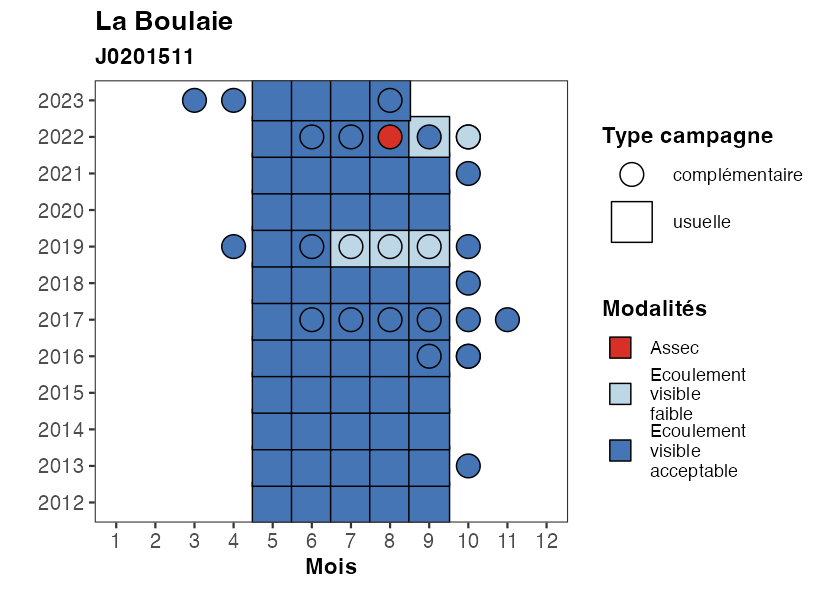 La Boulaie
J0201511
2023
2022
2021
2020
2019
2018
2017
2016
2015
2014
2013
2012
1 2 3 4 5 6 7 8 9 10 11 12
Mois
Type campagne
complémentaire
usuelle
Modalités
Assec
Ecoulement
visible
faible
Ecoulement
visible
acceptable